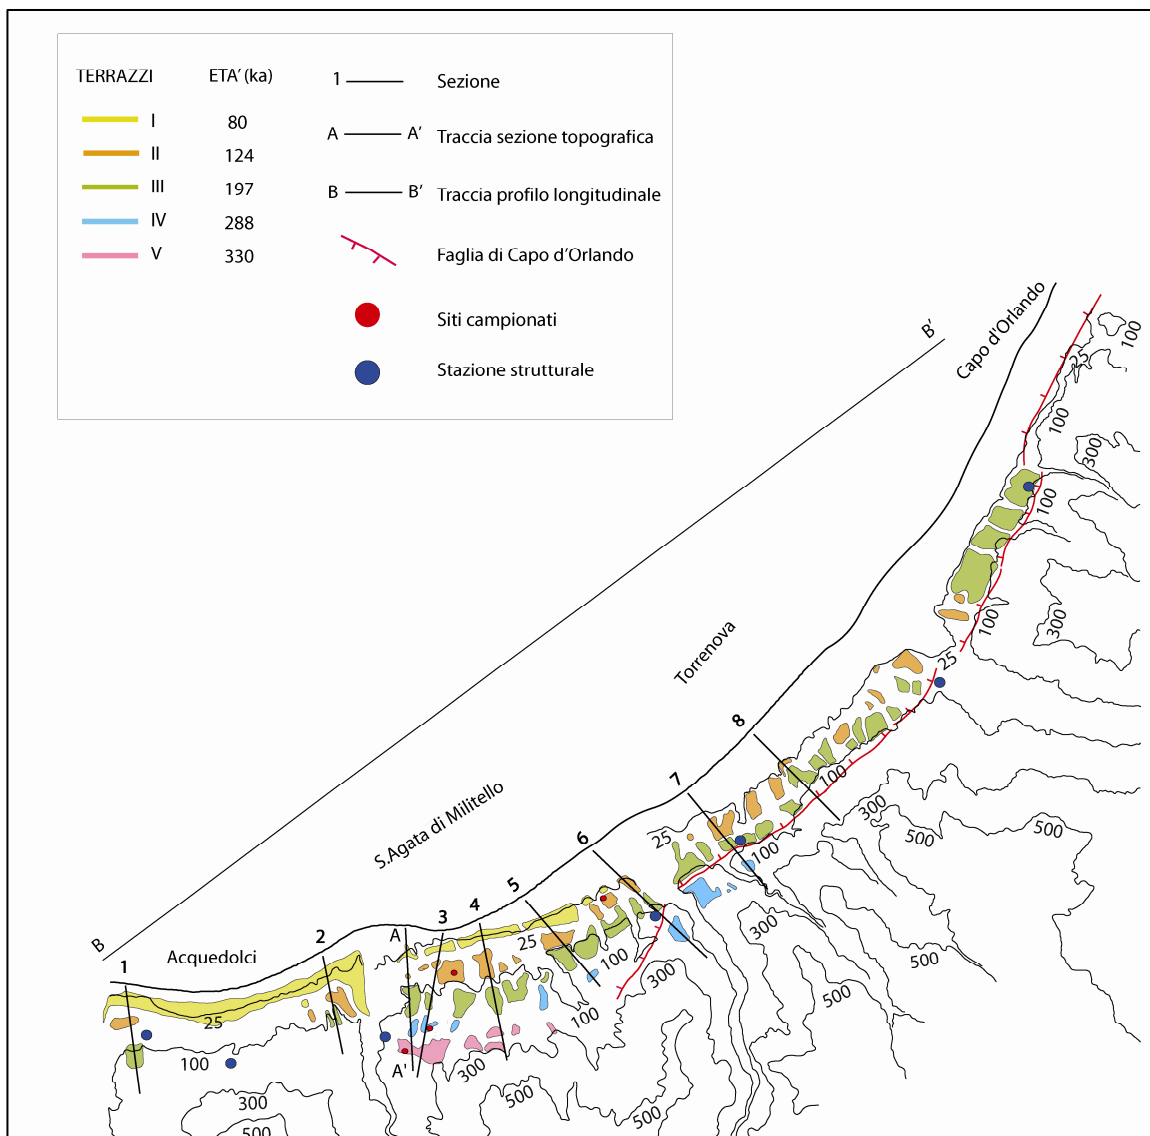 TERRAZZI ETA' (ka)
I 80
II 124
III 197
IV 288
V 330
1 Sezione
A A' Traccia sezione topografica
B B' Traccia profilo longitudinale
Faglia di Capo d'Orlando
Siti campionati
Stazione strutturale
B'
Capo d'Orlando
100
25
100
300
100
100
300
25
Torrenova
8
7
100
300
500
500
S.Agata di Militello
6
25
100
300
500
500
5
4
3
A
25
100
300
100
B
Acquedolci
2
1
25
100
A'
300
500
500
300
500